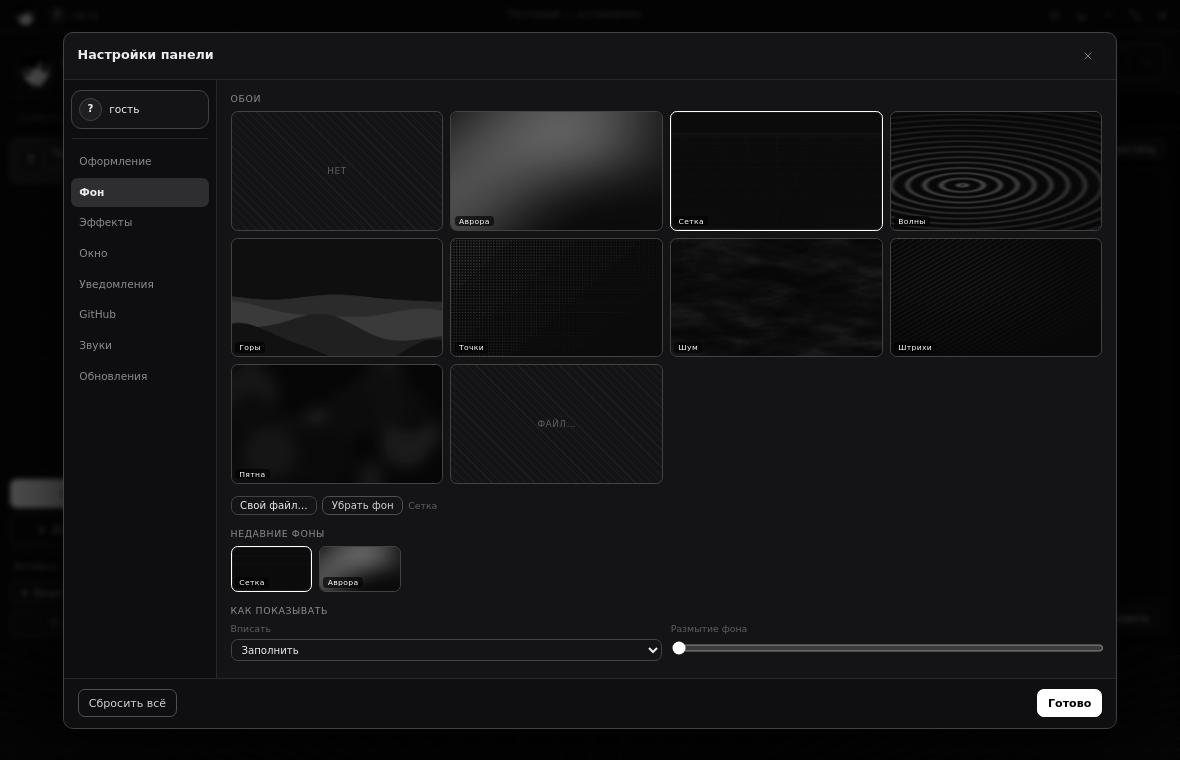 Настройки панели
?
гость
Оформление
Фон
Эффекты
Окно
Уведомления
GitHub
Звуки
Обновления
ОБОИ
НЕТ
Аврора
Сетка
Волны
Горы
Точки
Шум
Штрихи
Пятна
ФАЙЛ...
Свой файл...
Убрать фон
Сетка
НЕДАВНИЕ ФОНЫ
Сетка
Аврора
КАК ПОКАЗЫВАТЬ
Вписать
Размытие фона
Заполнить
Сбросить всё
Готово